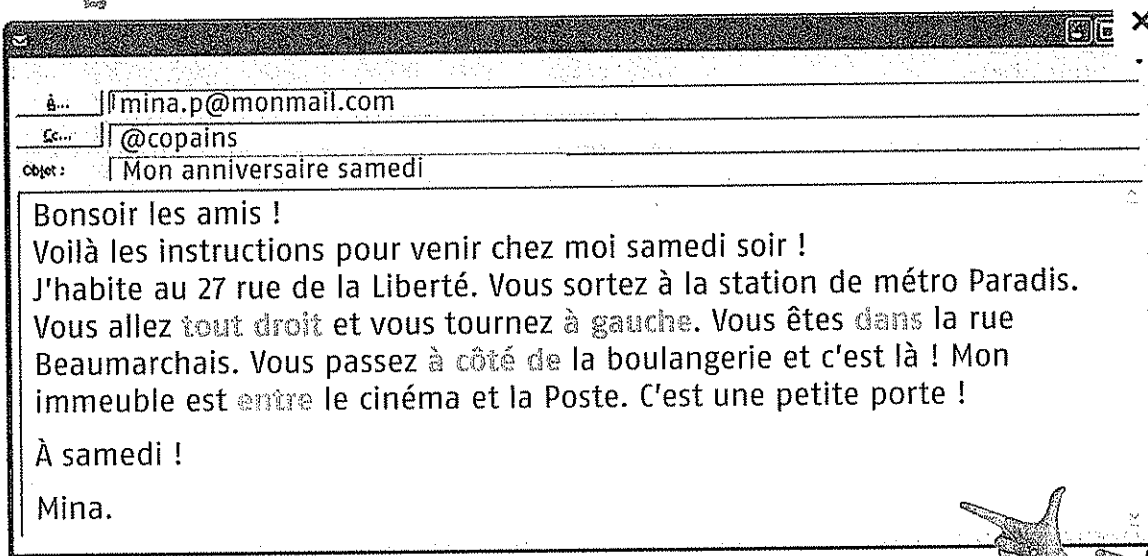 à... mina.p@monmail.com
Cc... @copains
Objet : Mon anniversaire samedi
Bonsoir les amis !
Voilà les instructions pour venir chez moi samedi soir !
J'habite au 27 rue de la Liberté. Vous sortez à la station de métro Paradis.
Vous allez tout droit et vous tournez à gauche. Vous êtes dans la rue
Beaumarchais. Vous passez à côté de la boulangerie et c'est là ! Mon
immeuble est entre le cinéma et la Poste. C'est une petite porte !
À samedi !
Mina.